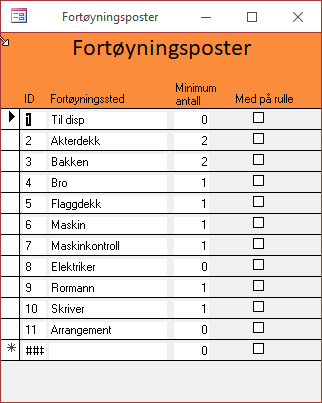 Fortøyningsposter
Fortøyningsposter
ID Fortøyningssted Minimum antall Med på rulle
1 Til disp 0
2 Akterdekk 2
3 Bakken 2
4 Bro 1
5 Flaggdekk 1
6 Maskin 1
7 Maskinkontroll 1
8 Elektriker 0
9 Rormann 1
10 Skriver 1
11 Arrangement 0
* ### 0